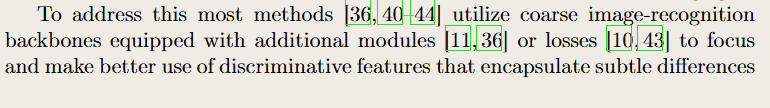 To address this most methods [36, 40–44] utilize coarse image-recognition
backbones equipped with additional modules [11, 36] or losses [10, 43] to focus
and make better use of discriminative features that encapsulate subtle differences